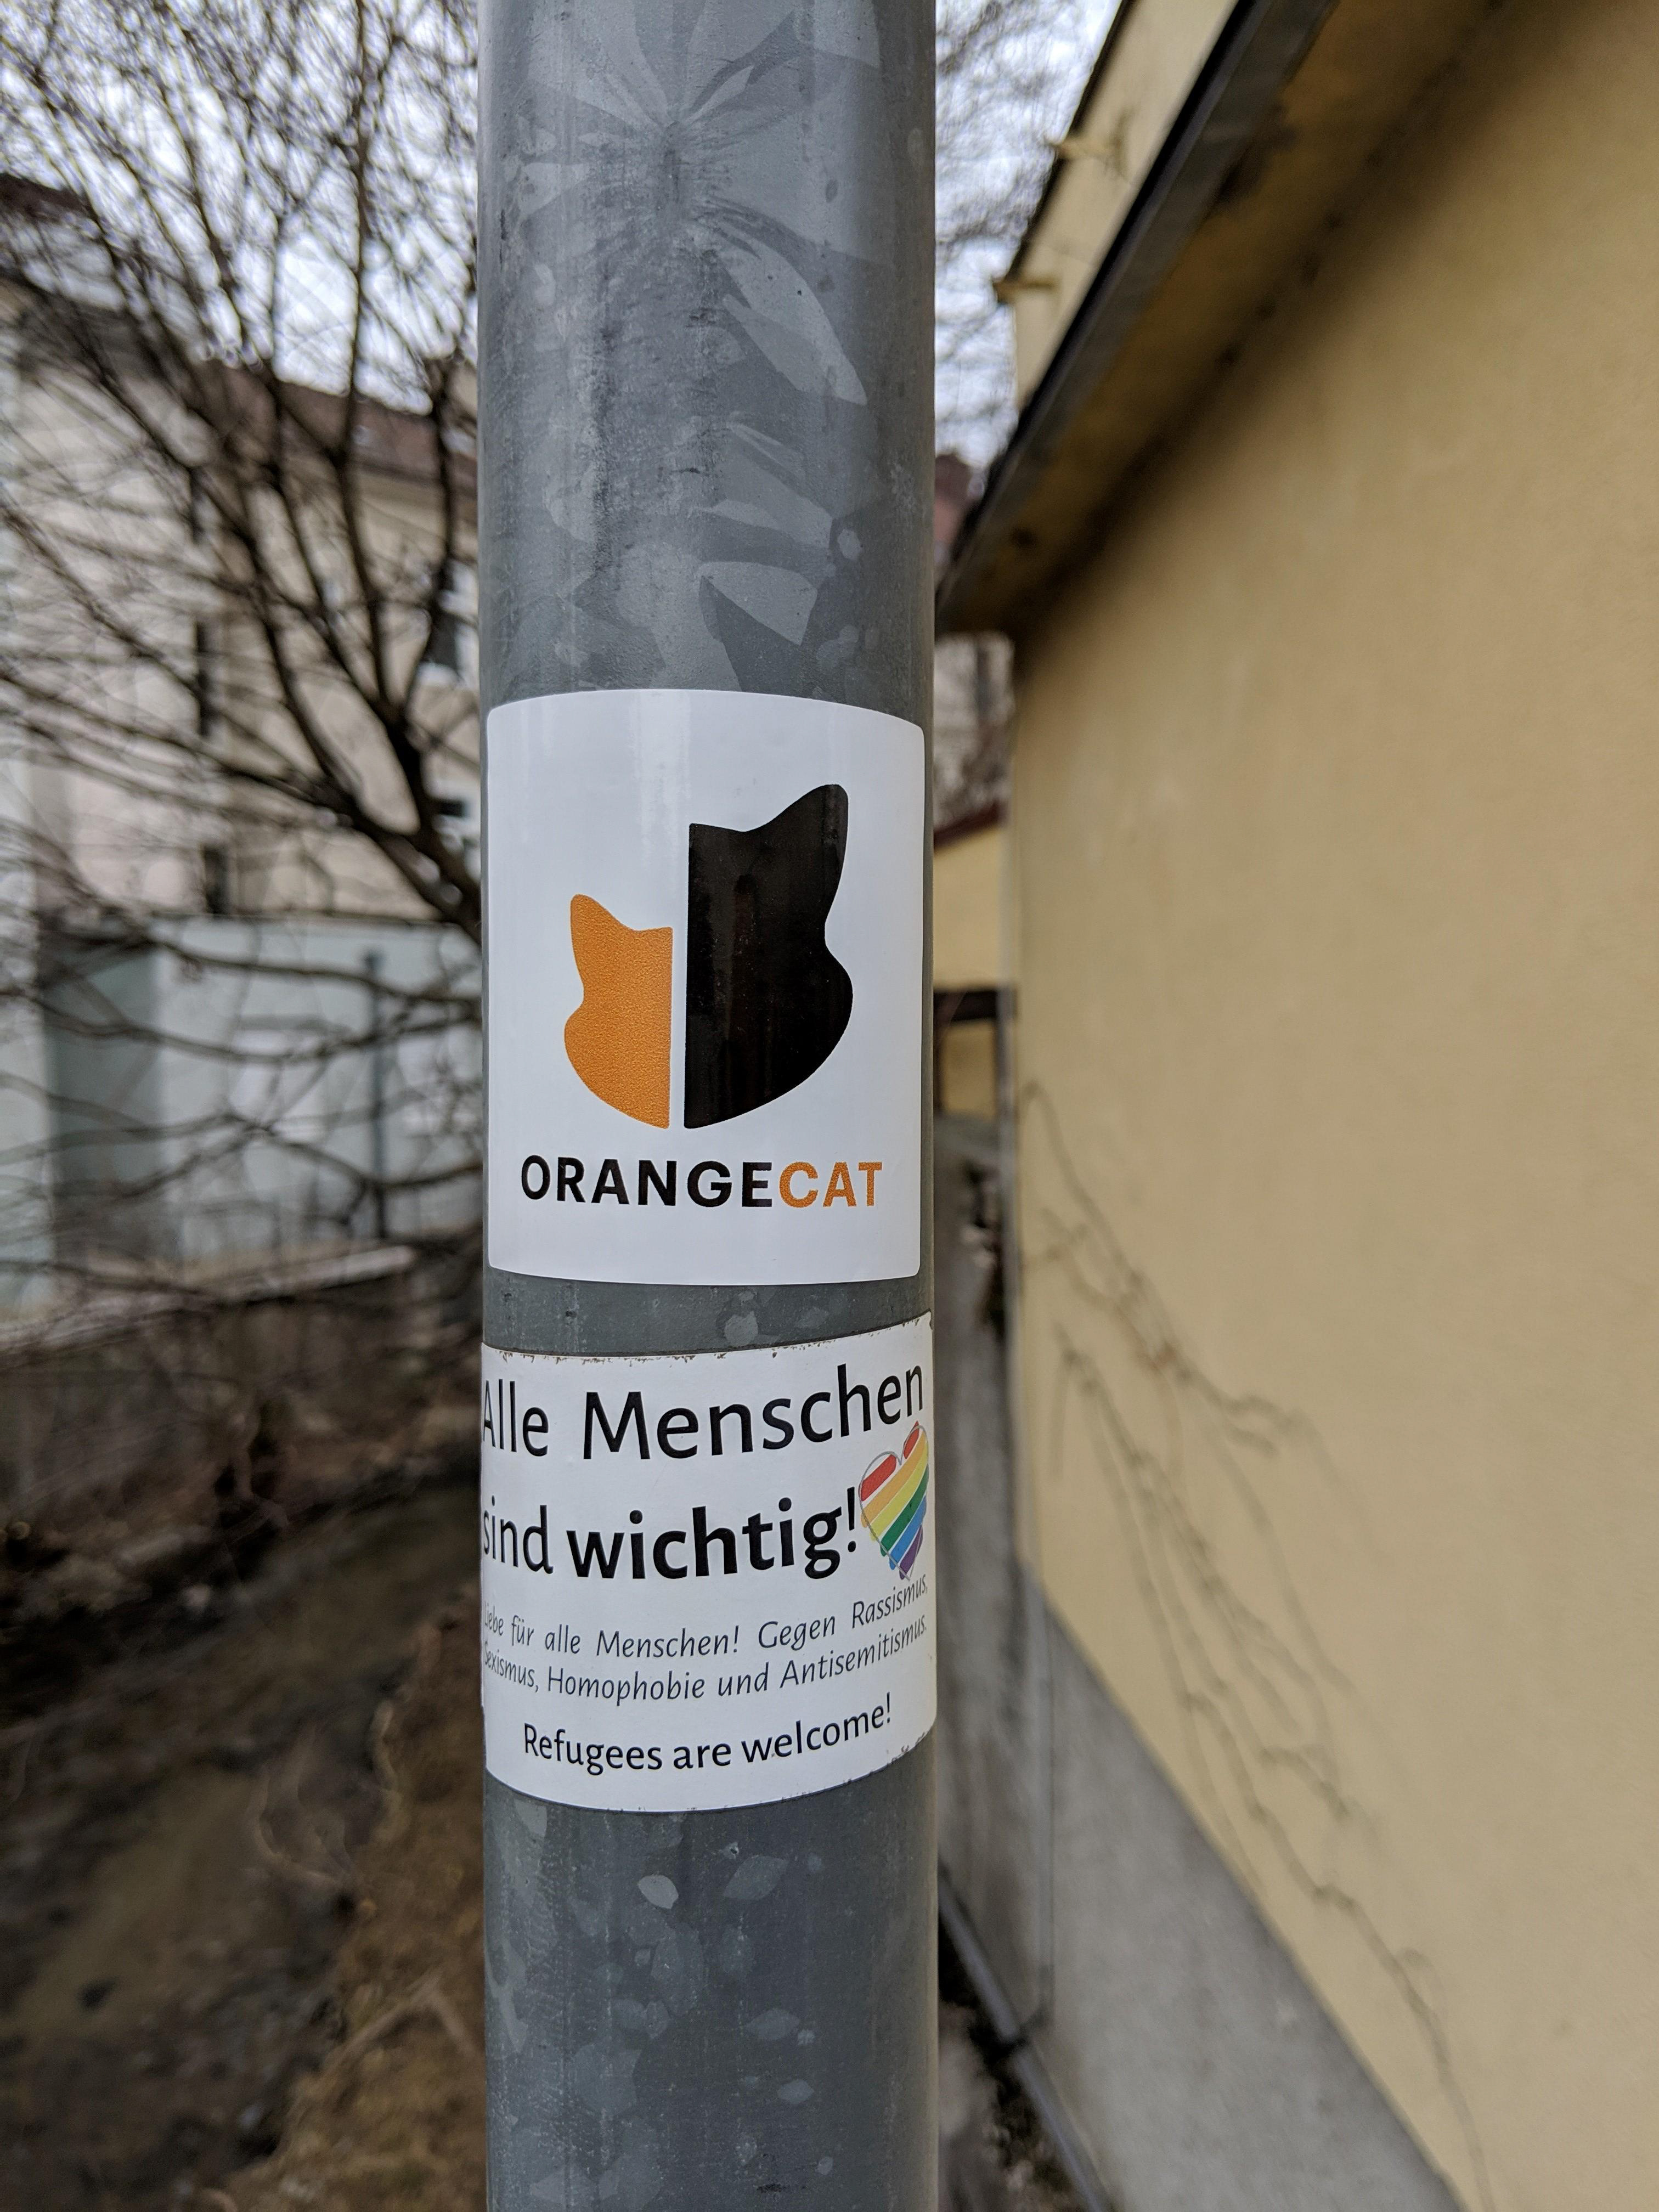 ORANGECAT
Alle Menschen
sind wichtig!
Liebe für alle Menschen! Gegen Rassismus,
Sexismus, Homophobie und Antisemitismus.
Refugees are welcome!